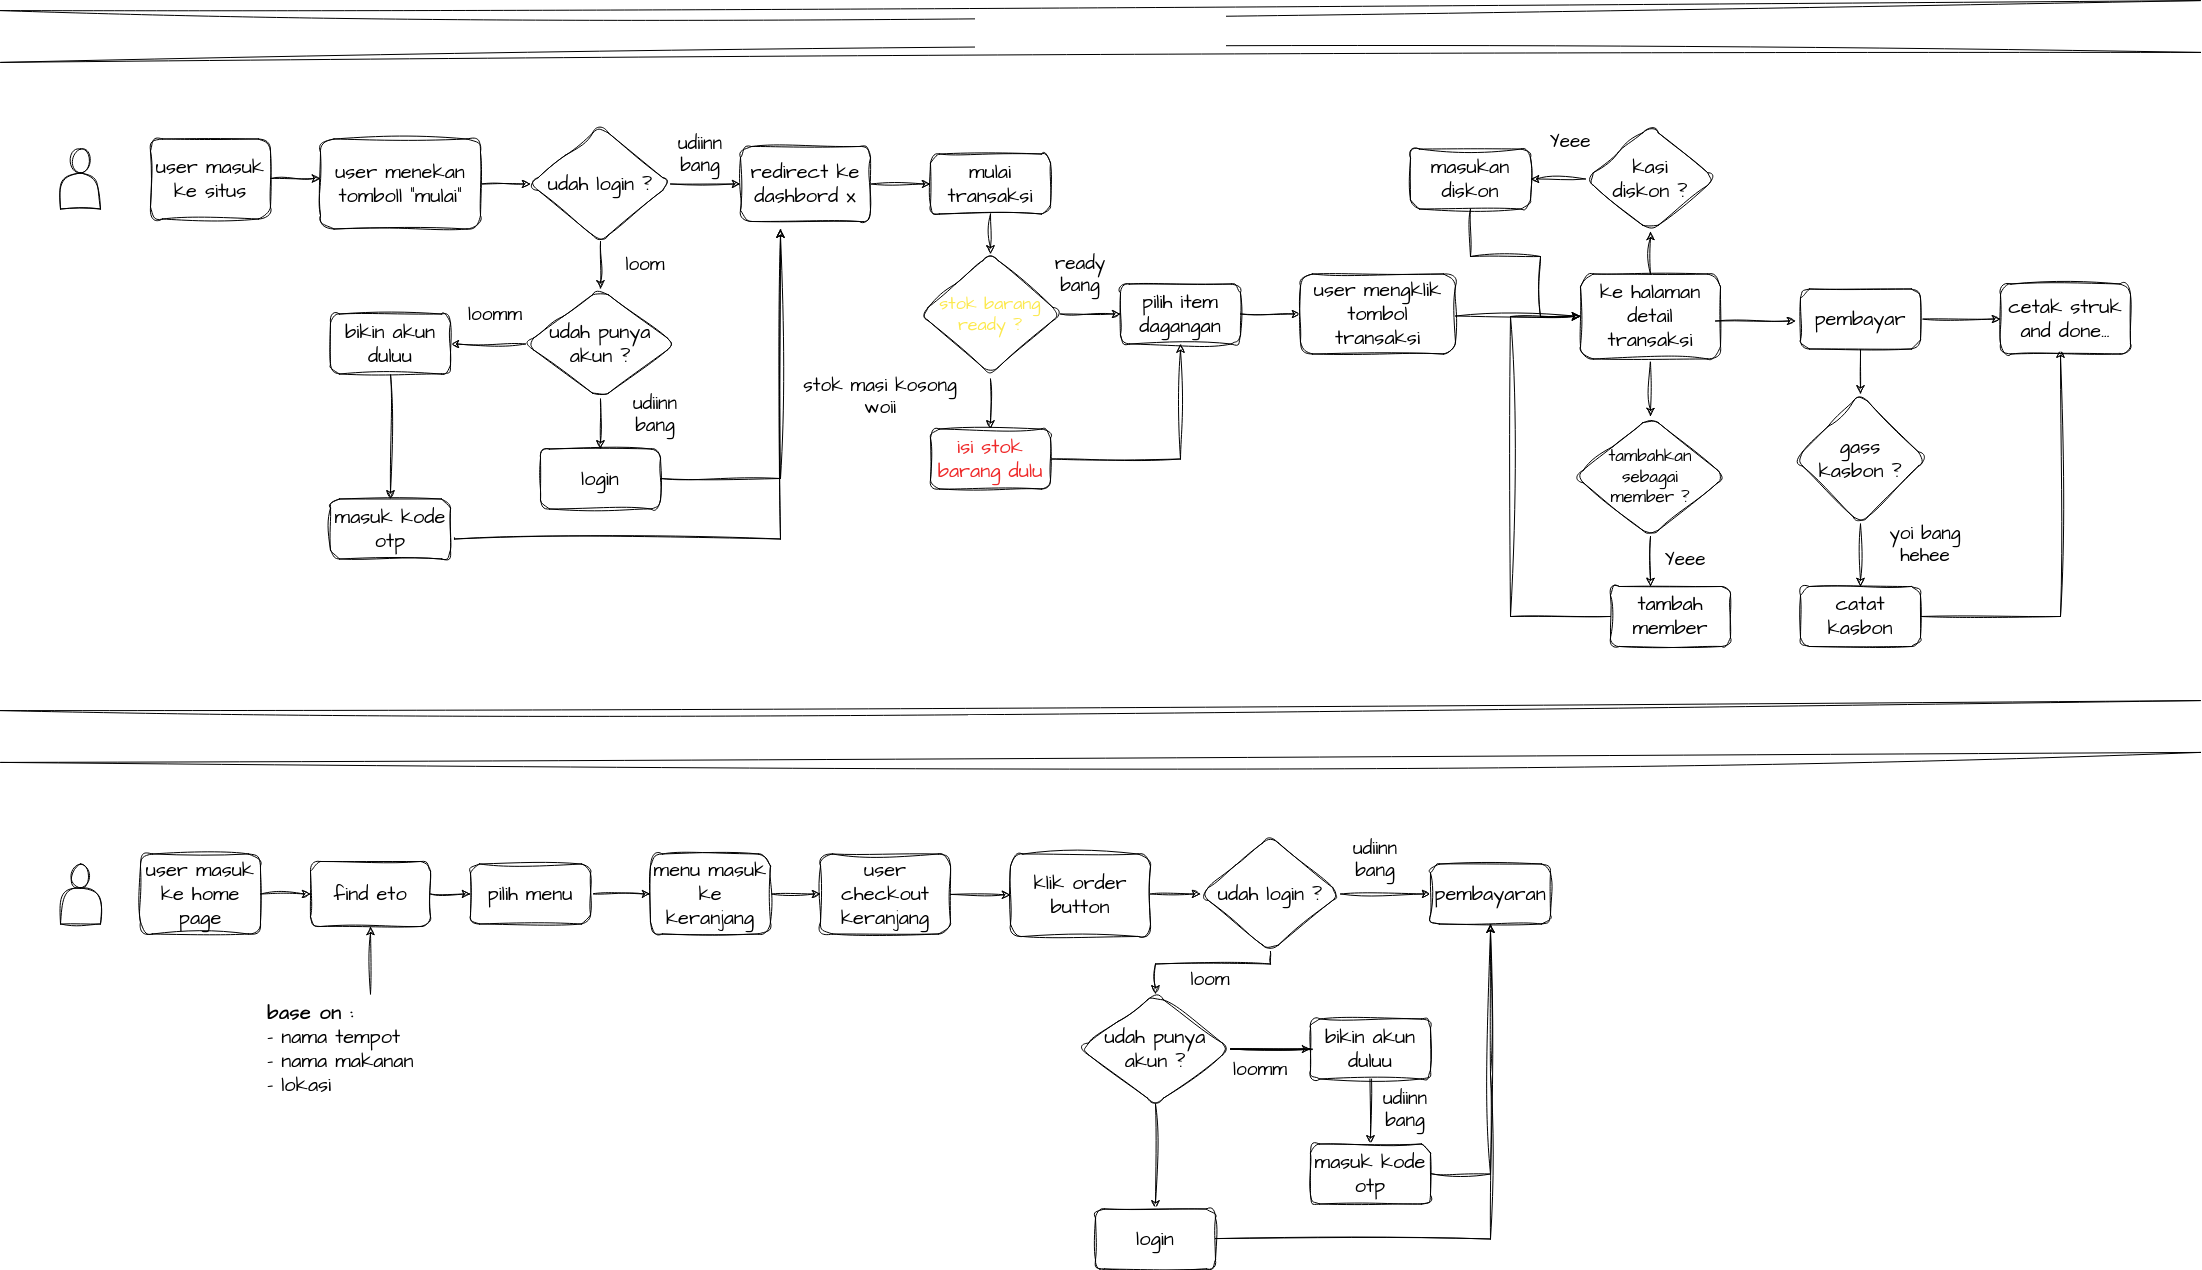 user masuk
ke situs
user menekan
tomboll "mulai"
udah login ?
udiinn
bang
redirect ke
dashbord x
mulai
transaksi
loom
udah punya
akun ?
loomm
bikin akun
duluu
udiinn
bang
login
masuk kode
otp
stok barang
ready ?
ready
bang
stok masi kosong
woii
isi stok
barang dulu
pilih item
dagangan
user mengklik
tombol
transaksi
ke halaman
detail
transaksi
kasi
diskon ?
Yeee
masukan
diskon
tambahkan
sebagai
member ?
Yeee
tambah
member
pembayar
gass
kasbon ?
yoi bang
hehee
catat
kasbon
cetak struk
and done...
user masuk
ke home
page
find eto
base on :
- nama tempot
- nama makanan
- lokasi
pilih menu
menu masuk
ke
keranjang
user
checkout
keranjang
klik order
button
udah login ?
udiinn
bang
pembayaran
loom
udah punya
akun ?
loomm
bikin akun
duluu
udiinn
bang
masuk kode
otp
login